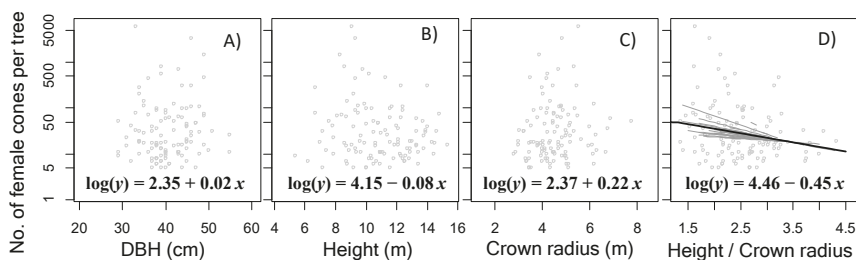 No. of female cones per tree
5000
500
50
5
1
A)
log(y) = 2.35 + 0.02 x
20 30 40 50 60
DBH (cm)
B)
log(y) = 4.15 − 0.08 x
4 6 8 10 12 14 16
Height (m)
C)
log(y) = 2.37 + 0.22 x
2 4 6 8
Crown radius (m)
D)
log(y) = 4.46 − 0.45 x
1.5 2.5 3.5 4.5
Height / Crown radius